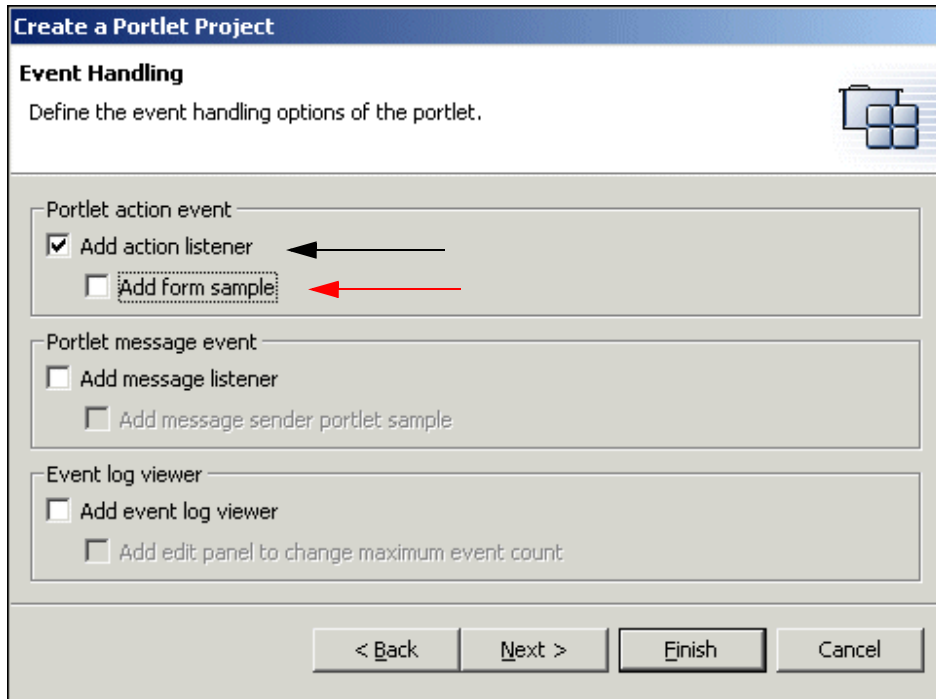 Create a Portlet Project
Event Handling
Define the event handling options of the portlet.
Portlet action event
Add action listener
Add form sample
Portlet message event
Add message listener
Add message sender portlet sample
Event log viewer
Add event log viewer
Add edit panel to change maximum event count
< Back Next > Finish Cancel